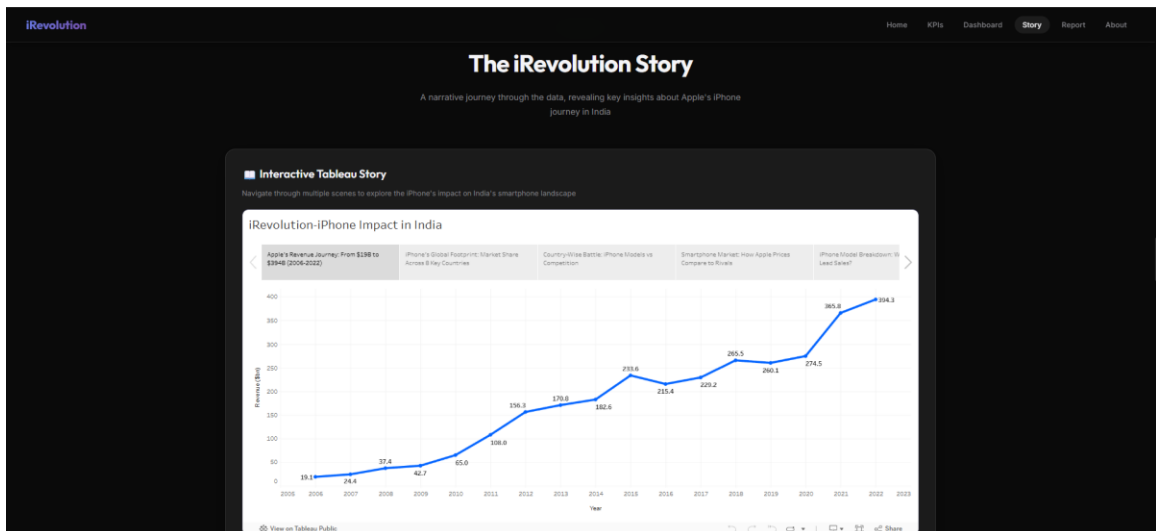 iRevolution
Home KPIs Dashboard Story Report About
The iRevolution Story
A narrative journey through the data, revealing key insights about Apple's iPhone
journey in India
Interactive Tableau Story
Navigate through multiple scenes to explore the iPhone's impact on India's smartphone landscape
iRevolution-iPhone Impact in India
Apple's Revenue Journey: From $19B to
$394B (2006-2022)
iPhone's Global Footprint: Market Share
Across 8 Key Countries
Country-Wise Battle: iPhone Models vs
Competition
Smartphone Market: How Apple Prices
Compare to Rivals
iPhone Model Breakdown: W
Lead Sales?
Revenue ($bn)
400
350
300
250
200
150
100
50
0
19.1
24.4
37.4
42.7
65.0
108.0
156.3
170.8
182.6
233.6
215.4
229.2
265.5
260.1
274.5
365.8
394.3
2005 2006 2007 2008 2009 2010 2011 2012 2013 2014 2015 2016 2017 2018 2019 2020 2021 2022 2023
Year
View on Tableau Public
Share